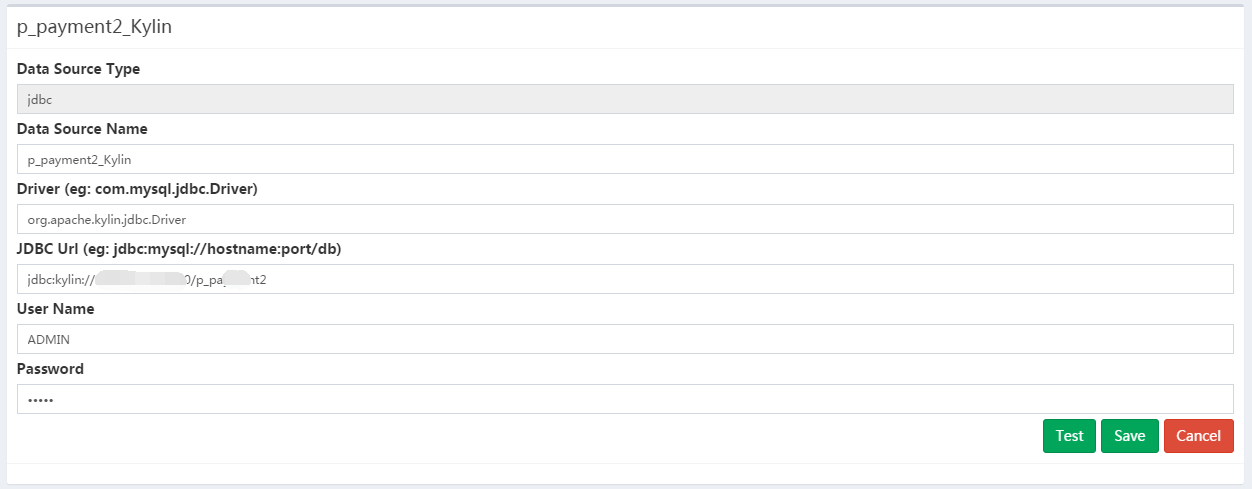 p_payment2_Kylin
Data Source Type
jdbc
Data Source Name
p_payment2_Kylin
Driver (eg: com.mysql.jdbc.Driver)
org.apache.kylin.jdbc.Driver
JDBC Url (eg: jdbc:mysql://hostname:port/db)
jdbc:kylin:// 0/p_pa nt2
User Name
ADMIN
Password
•••••
Test Save Cancel